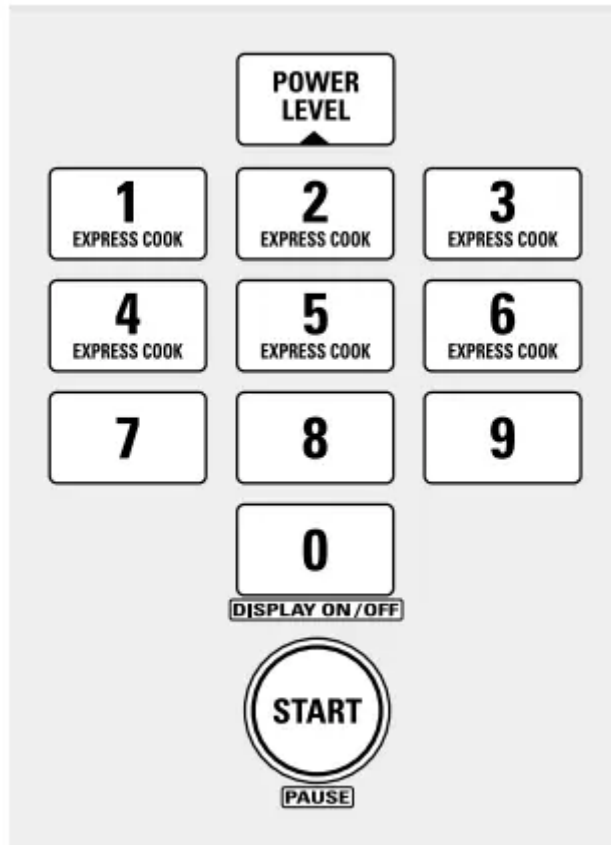 POWER
LEVEL
1 2 3
EXPRESS COOK EXPRESS COOK EXPRESS COOK
4 5 6
EXPRESS COOK EXPRESS COOK EXPRESS COOK
7 8 9
0
DISPLAY ON/OFF
START
PAUSE